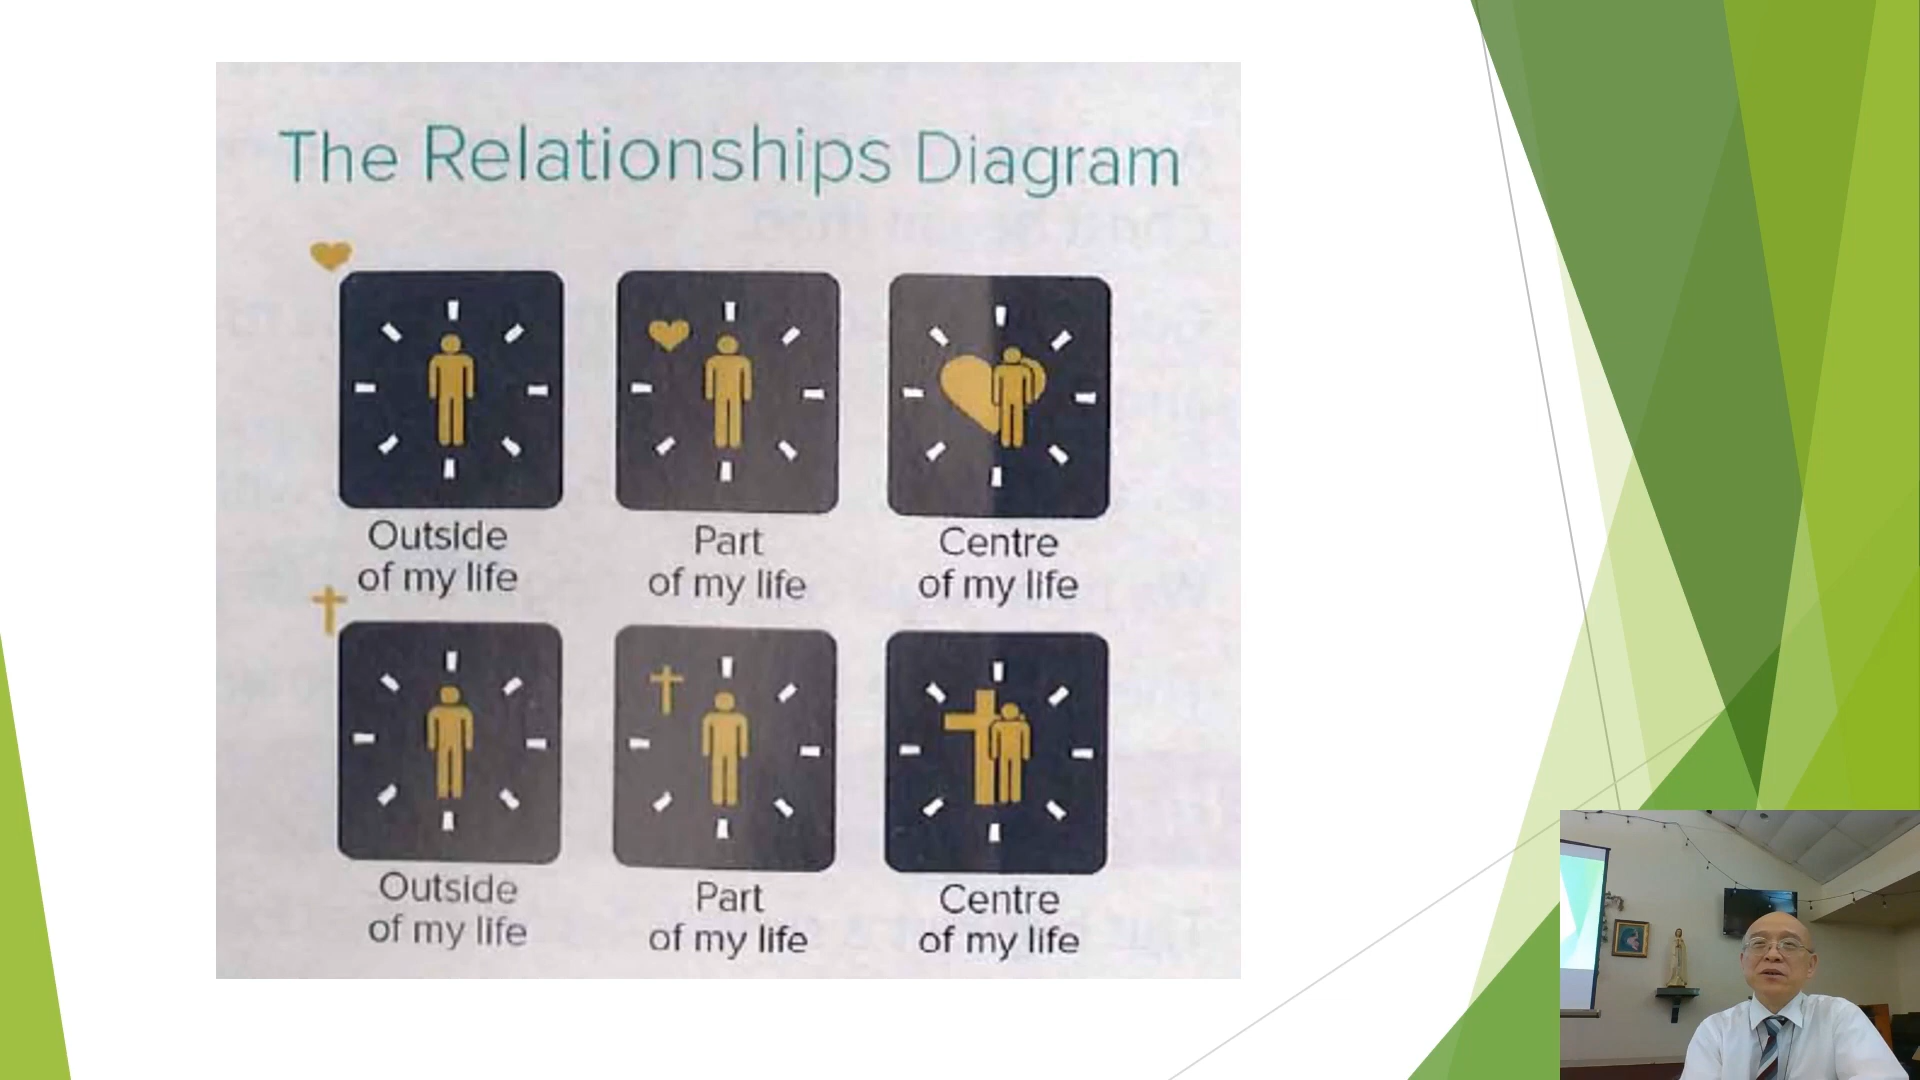 The Relationships Diagram
Outside
of my life
Part
of my life
Centre
of my life
Outside
of my life
Part
of my life
Centre
of my life